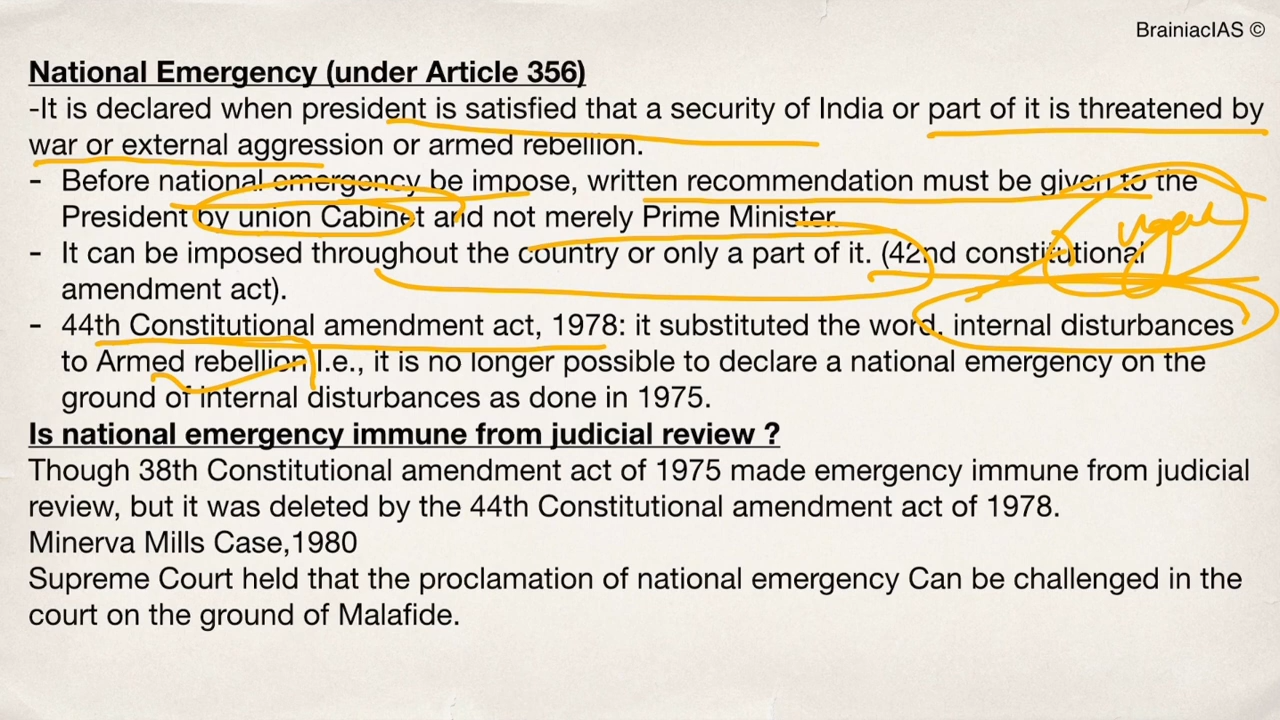 BrainiacIAS ©
National Emergency (under Article 356)
-It is declared when president is satisfied that a security of India or part of it is threatened by
war or external aggression or armed rebellion.
- Before national emergency be impose, written recommendation must be given to the
President by union Cabinet and not merely Prime Minister.
- It can be imposed throughout the country or only a part of it. (42nd constitutional
amendment act).
- 44th Constitutional amendment act, 1978: it substituted the word, internal disturbances
to Armed rebellion I.e., it is no longer possible to declare a national emergency on the
ground of internal disturbances as done in 1975.
Is national emergency immune from judicial review ?
Though 38th Constitutional amendment act of 1975 made emergency immune from judicial
review, but it was deleted by the 44th Constitutional amendment act of 1978.
Minerva Mills Case,1980
Supreme Court held that the proclamation of national emergency Can be challenged in the
court on the ground of Malafide.